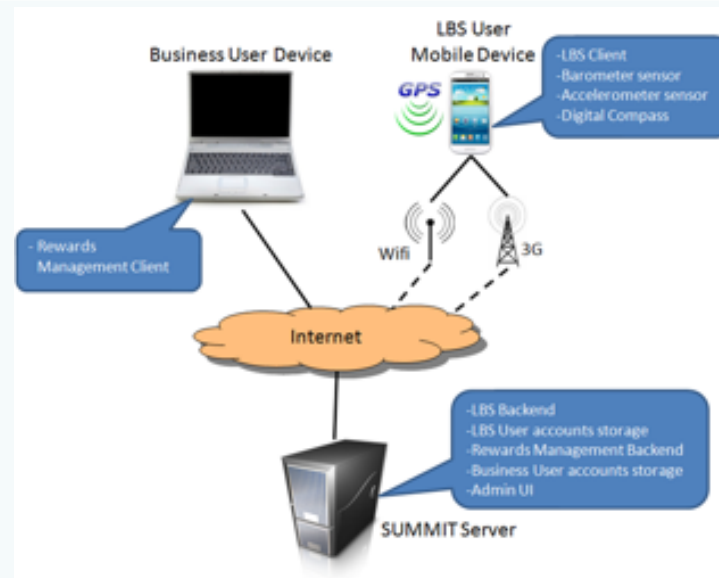 Business User Device
LBS User
Mobile Device
GPS
-LBS Client
-Barometer sensor
-Accelerometer sensor
-Digital Compass
- Rewards
Management Client
Wifi
3G
Internet
-LBS Backend
-LBS User accounts storage
-Rewards Management Backend
-Business User accounts storage
-Admin UI
SUMMIT Server